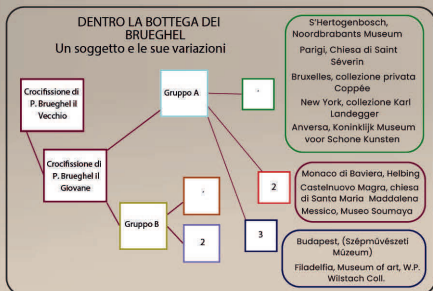 DENTRO LA BOTTEGA DEI
BRUEGHEL
Un soggetto e le sue variazioni
Crocifissione di
P. Brueghel il
Vecchio
Crocifissione di
P. Brueghel il
Giovane
Gruppo A
Gruppo B
2
3
2
S'Hertogenbosch,
Noordbrabants Museum
Parigi, Chiesa di Saint
Séverin
Bruxelles, collezione privata
Coppée
New York, collezione Karl
Landegger
Anversa, Koninklijk Museum
voor Schone Kunsten
Monaco di Baviera, Helbing
Castelnuovo Magra, chiesa
di Santa Maria Maddalena
Messico, Museo Soumaya
Budapest, (Szépművészeti
Múzeum)
Filadelfia, Museum of art, W.P.
Wilstach Coll.